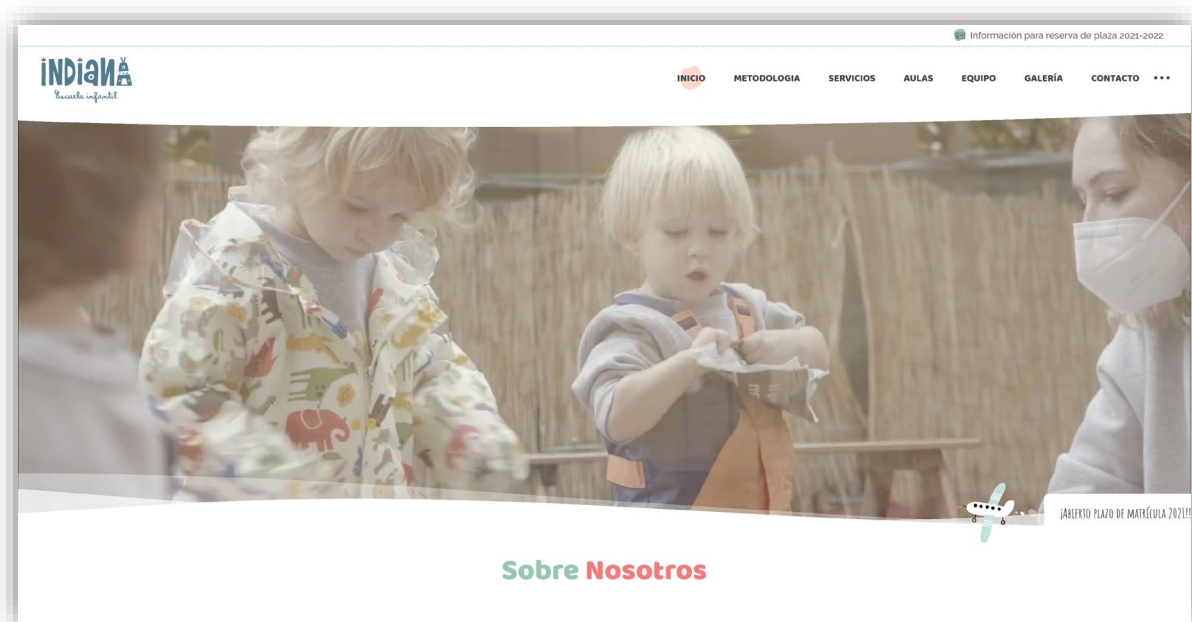 Información para reserva de plaza 2021-2022
INDIANA
Escuela infantil
INICIO METODOLOGIA SERVICIOS AULAS EQUIPO GALERÍA CONTACTO
¡ABIERTO PLAZO DE MATRÍCULA 2021!!
Sobre Nosotros